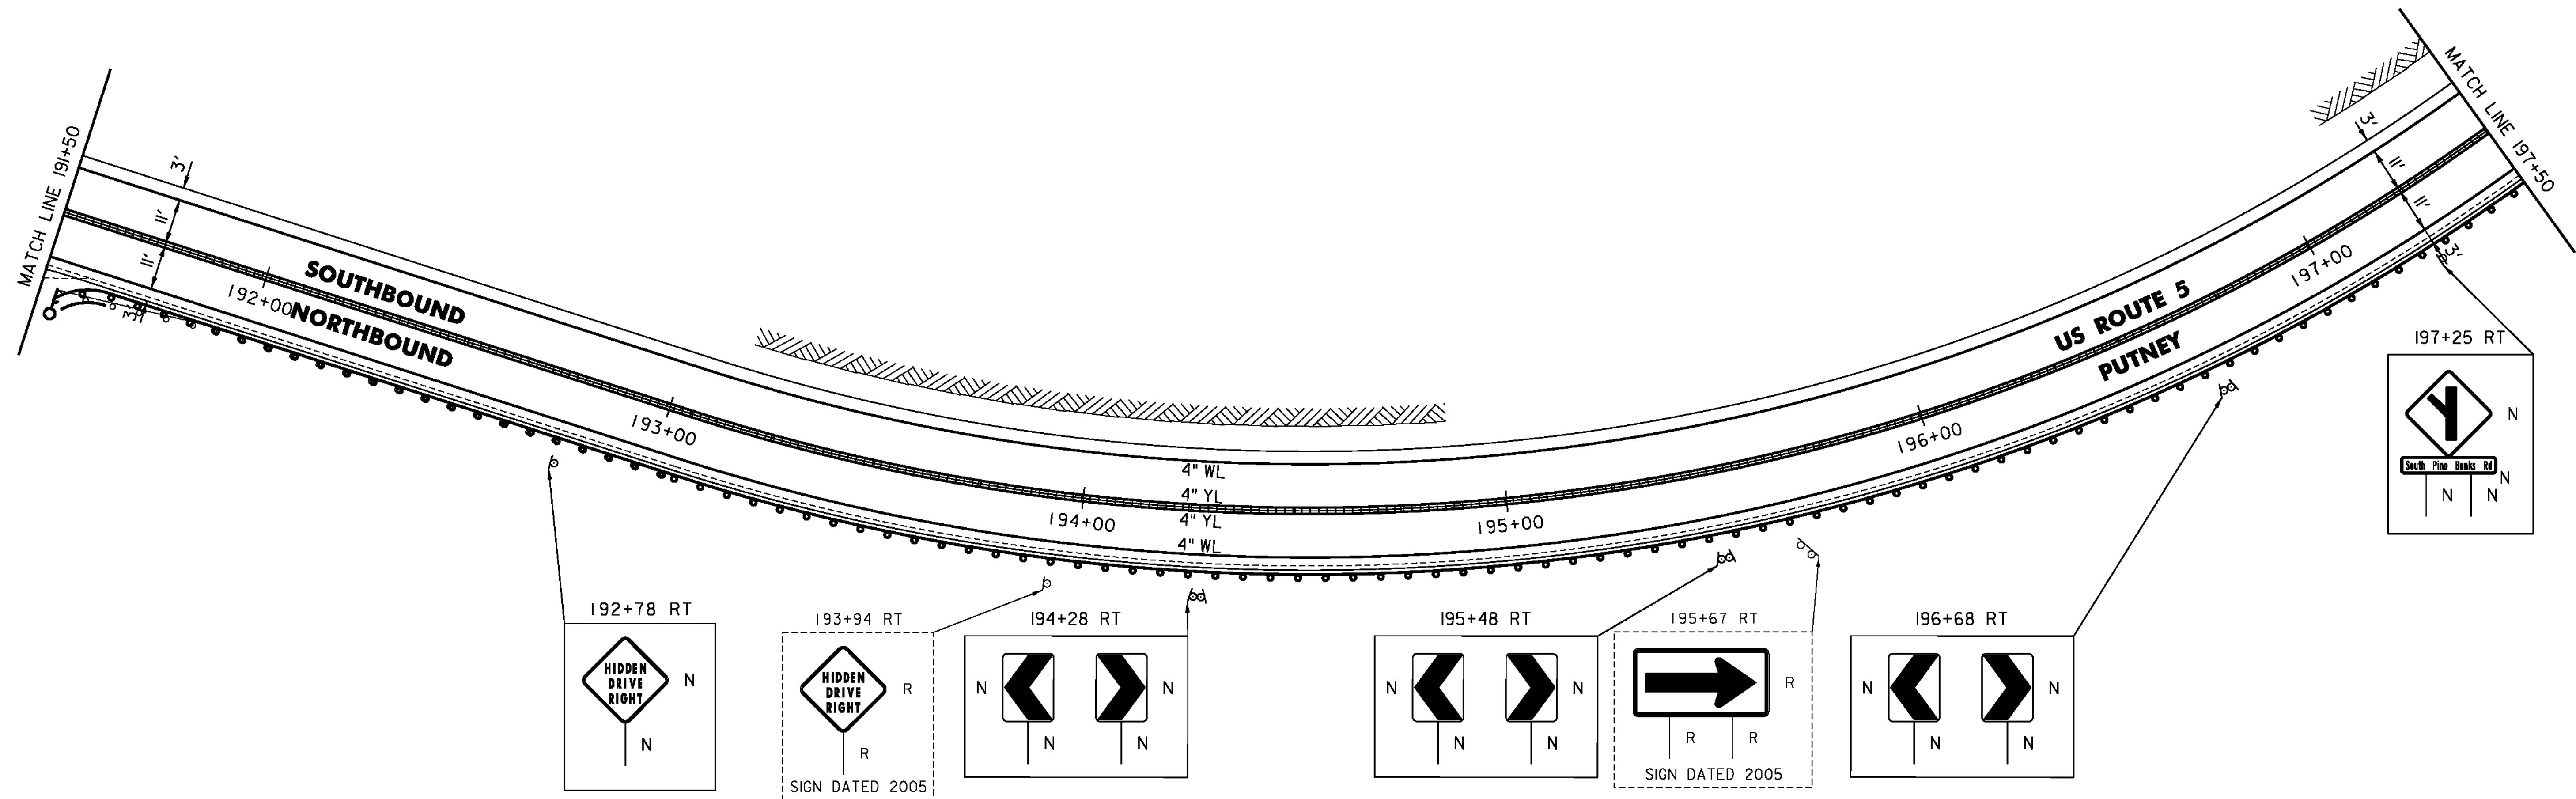 MATCH LINE 191+50
3'
11'
11'
3'
192+00
SOUTHBOUND
NORTHBOUND
193+00
194+00
4" WL
4" YL
4" YL
4" WL
195+00
196+00
US ROUTE 5
PUTNEY
197+00
3'
11'
11'
3'
MATCH LINE 197+50
192+78 RT
HIDDEN
DRIVE
RIGHT
N
N
193+94 RT
HIDDEN
DRIVE
RIGHT
R
R
SIGN DATED 2005
194+28 RT
N
N
N
N
195+48 RT
N
N
N
N
195+67 RT
R
R
R
SIGN DATED 2005
196+68 RT
N
N
N
N
197+25 RT
N
South Pine Banks Rd
N
N
N